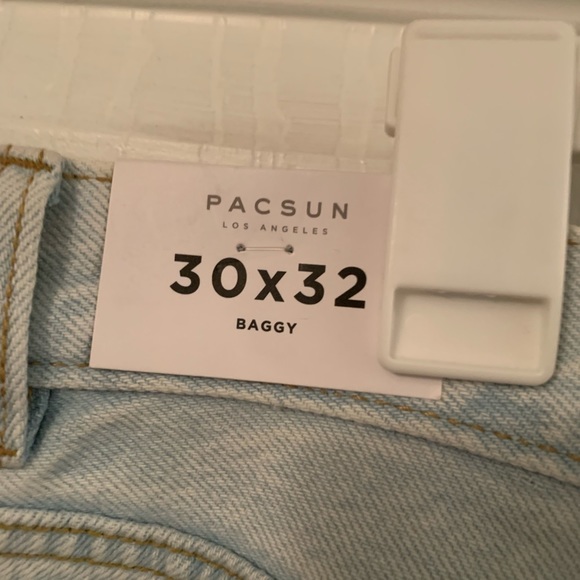 PACSUN
LOS ANGELES
30x32
BAGGY